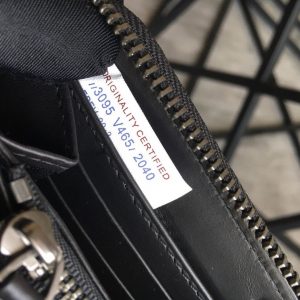 ORIGINALITY CERTIFIED
//3095 V465/ 2040